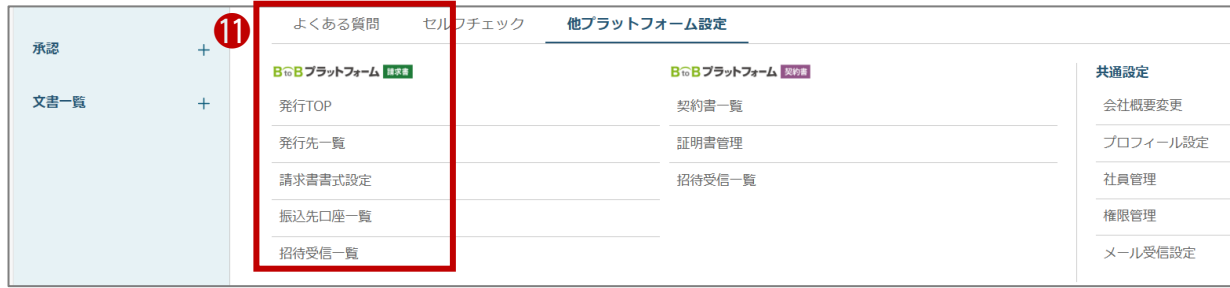 ⓫
よくある質問 セルフチェック 他プラットフォーム設定
承認 +
文書一覧 +
BtoBプラットフォーム 請求書
発行TOP
発行先一覧
請求書書式設定
振込先口座一覧
招待受信一覧
BtoBプラットフォーム 契約書
契約書一覧
証明書管理
招待受信一覧
共通設定
会社概要変更
プロフィール設定
社員管理
権限管理
メール受信設定